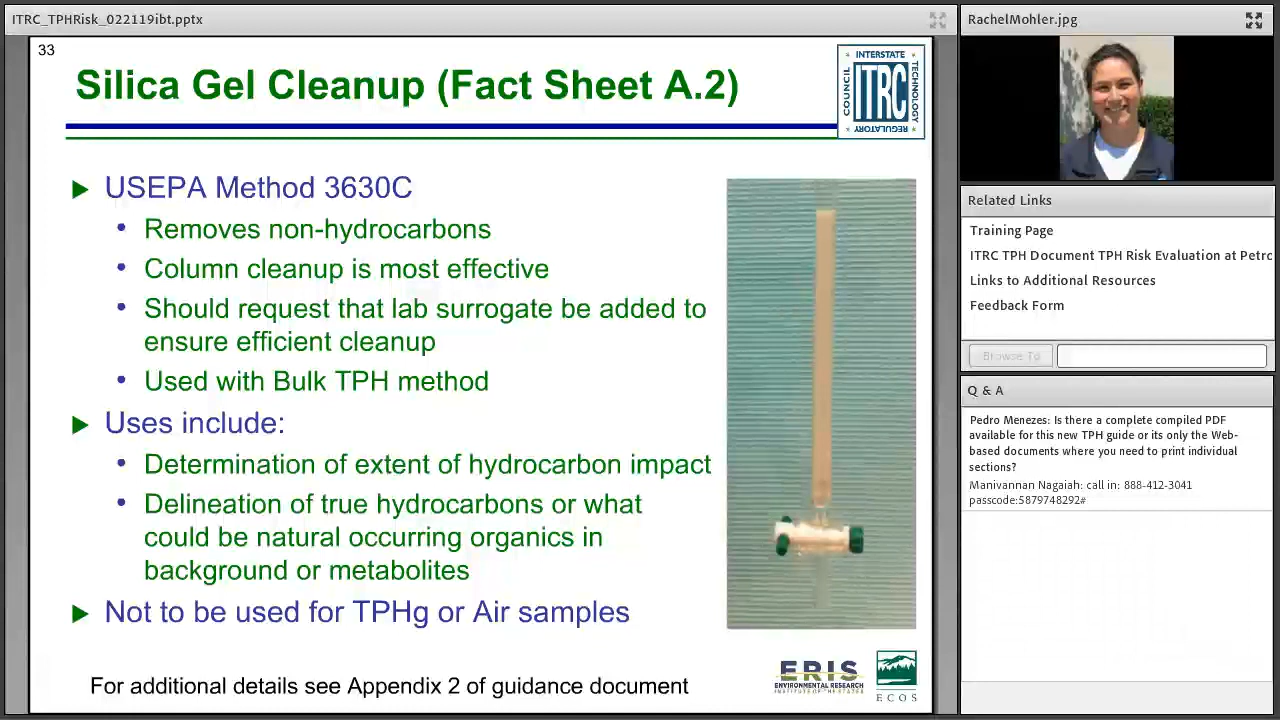 ITRC_TPHRisk_022119ibt.pptx
33
Silica Gel Cleanup (Fact Sheet A.2)
INTERSTATE
COUNCIL
ITRC
TECHNOLOGY
REGULATORY
USEPA Method 3630C
Removes non-hydrocarbons
Column cleanup is most effective
Should request that lab surrogate be added to
ensure efficient cleanup
Used with Bulk TPH method
Uses include:
Determination of extent of hydrocarbon impact
Delineation of true hydrocarbons or what
could be natural occurring organics in
background or metabolites
Not to be used for TPHg or Air samples
For additional details see Appendix 2 of guidance document
ERIS
ENVIRONMENTAL RESEARCH
INSTITUTE OF THE STATES
ECOS
RachelMohler.jpg
Related Links
Training Page
ITRC TPH Document TPH Risk Evaluation at Petrc
Links to Additional Resources
Feedback Form
Browse To
Q & A
Pedro Menezes: Is there a complete compiled PDF
available for this new TPH guide or its only the Web-
based documents where you need to print individual
sections?
Manivannan Nagaiah: call in: 888-412-3041
passcode:5879748292#